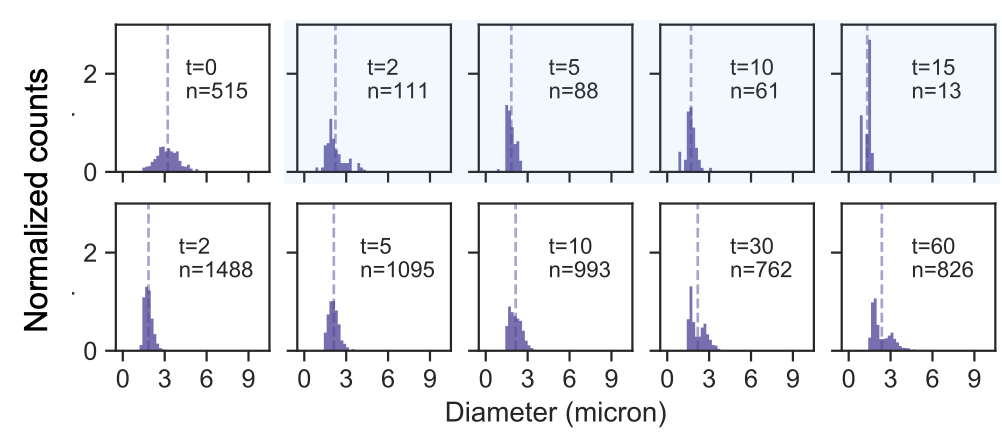 Normalized counts
2
0
t=0
n=515
t=2
n=111
t=5
n=88
t=10
n=61
t=15
n=13
2
0
t=2
n=1488
t=5
n=1095
t=10
n=993
t=30
n=762
t=60
n=826
0 3 6 9 0 3 6 9 0 3 6 9 0 3 6 9 0 3 6 9
Diameter (micron)